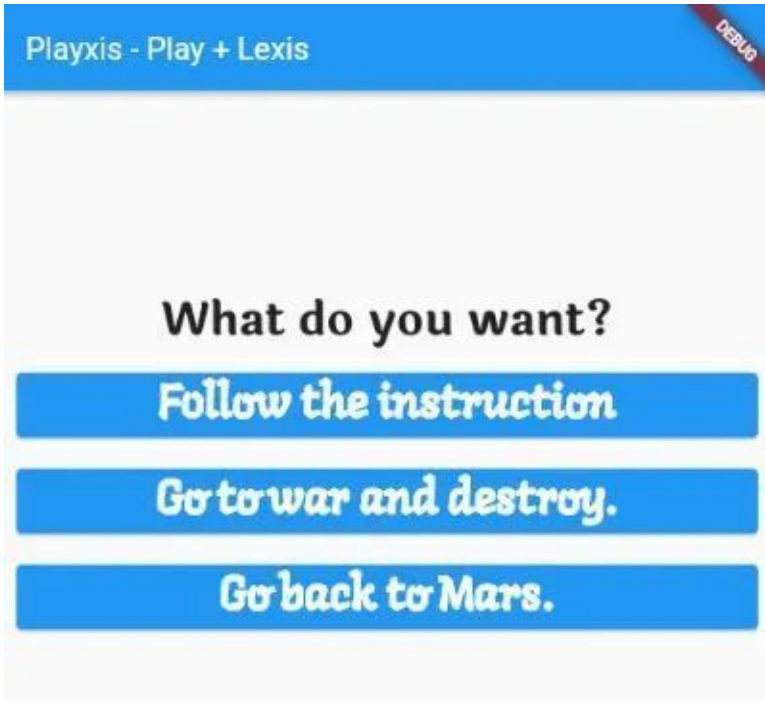 Playxis - Play + Lexis
DEBUG
What do you want?
Follow the instruction
Go to war and destroy.
Go back to Mars.